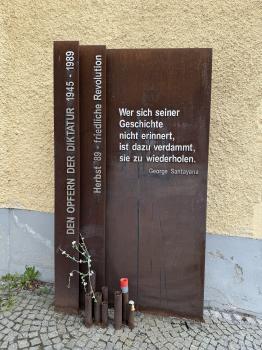 DEN OPFERN DER DIKTATUR 1945 - 1989
Herbst '89 - friedliche Revolution
Wer sich seiner
Geschichte
nicht erinnert,
ist dazu verdammt,
sie zu wiederholen.
George Santayana